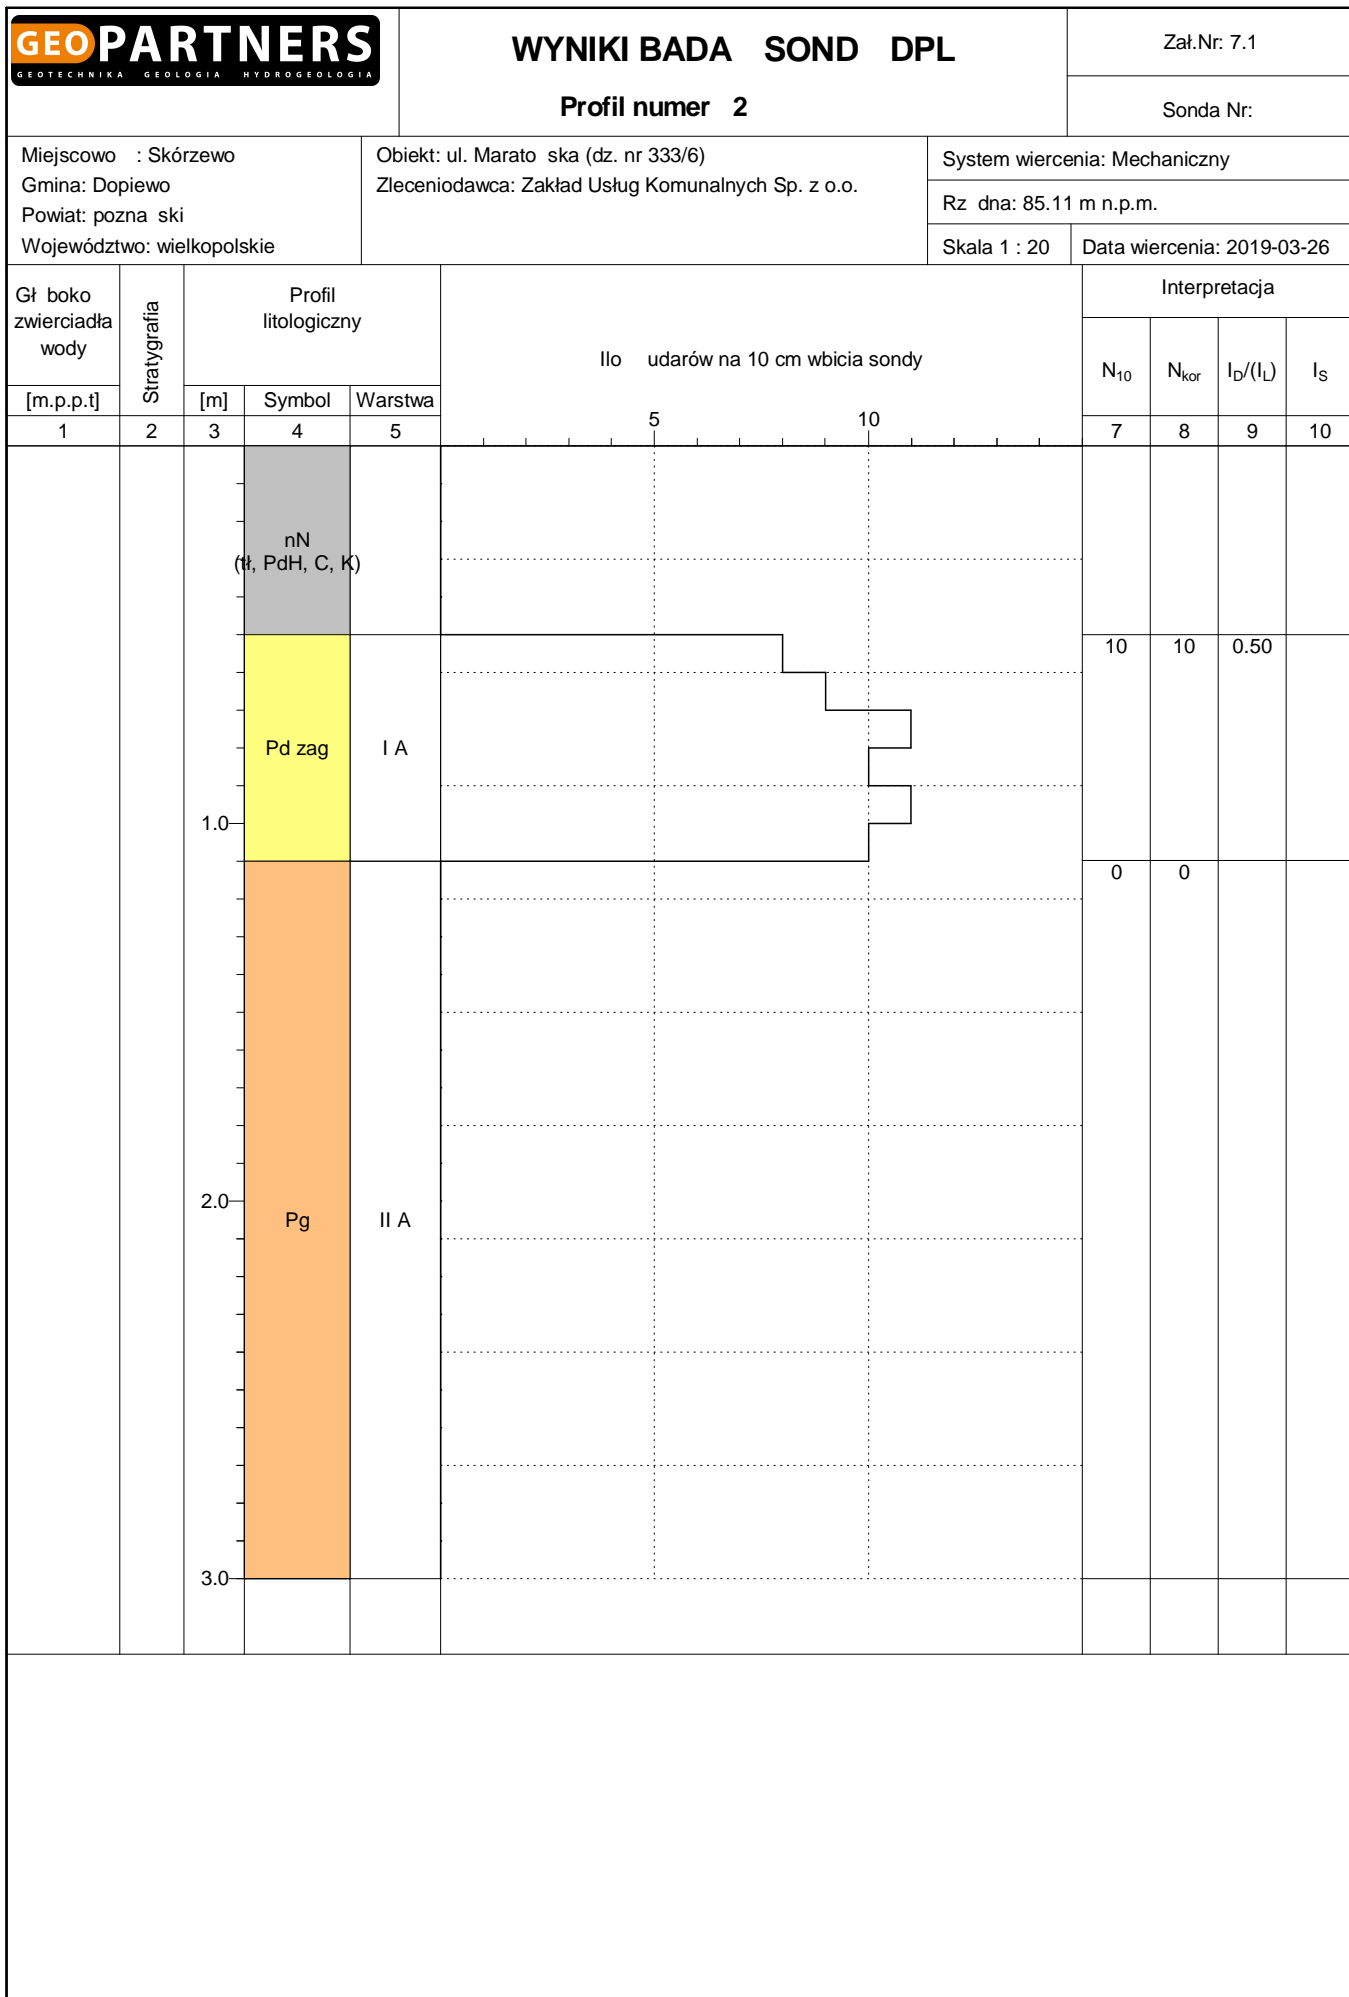 GEOPARTNERS
GEOTECHNIKA GEOLOGIA HYDROGEOLOGIA
WYNIKI BADA SOND DPL
Profil numer 2
Zał.Nr: 7.1
Sonda Nr:
Miejscowo : Skórzewo
Gmina: Dopiewo
Powiat: pozna ski
Województwo: wielkopolskie
Obiekt: ul. Marato ska (dz. nr 333/6)
Zleceniodawca: Zakład Usług Komunalnych Sp. z o.o.
System wiercenia: Mechaniczny
Rz dna: 85.11 m n.p.m.
Skala 1 : 20
Data wiercenia: 2019-03-26
Gł boko
zwierciadła
wody
[m.p.p.t]
Stratygrafia
Profil
litologiczny
[m]
Symbol
Warstwa
Ilo udarów na 10 cm wbicia sondy
5 10
Interpretacja
N10
Nkor
ID/(IL)
IS
1 2 3 4 5 7 8 9 10
nN
(tł, PdH, C, K)
10 10 0.50
Pd zag
I A
1.0
0 0
2.0
Pg
II A
3.0